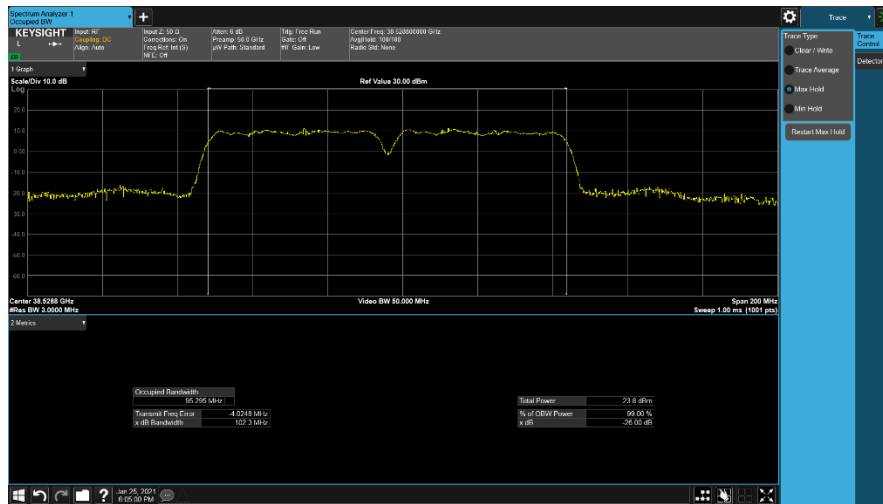 Spectrum Analyzer 1
Occupied BW
+
Trace
KEYSIGHT
L
Input: RF
Coupling: DC
Align: Auto
Input Z: 50 Ω
Corrections: On
Freq Ref: Int (S)
NFE: Off
Atten: 6 dB
Preamp: 50.0 GHz
µW Path: Standard
Trig: Free Run
Gate: Off
#IF Gain: Low
Center Freq: 38.528800000 GHz
Avg|Hold: 100/100
Radio Std: None
1 Graph
Scale/Div 10.0 dB
Ref Value 30.00 dBm
Log
20.0
10.0
0.00
-10.0
-20.0
-30.0
-40.0
-50.0
-60.0
Center 38.5288 GHz
Video BW 50.000 MHz
Span 200 MHz
#Res BW 3.0000 MHz
Sweep 1.00 ms (1001 pts)
2 Metrics
Occupied Bandwidth
95.295 MHz
Total Power 23.8 dBm
Transmit Freq Error -4.0248 MHz
% of OBW Power 99.00 %
x dB Bandwidth 102.3 MHz
x dB -26.00 dB
Trace Type
Clear / Write
Trace Average
Max Hold
Min Hold
Restart Max Hold
Trace
Control
Detector
?
Jan 25, 2021
6:05:00 PM